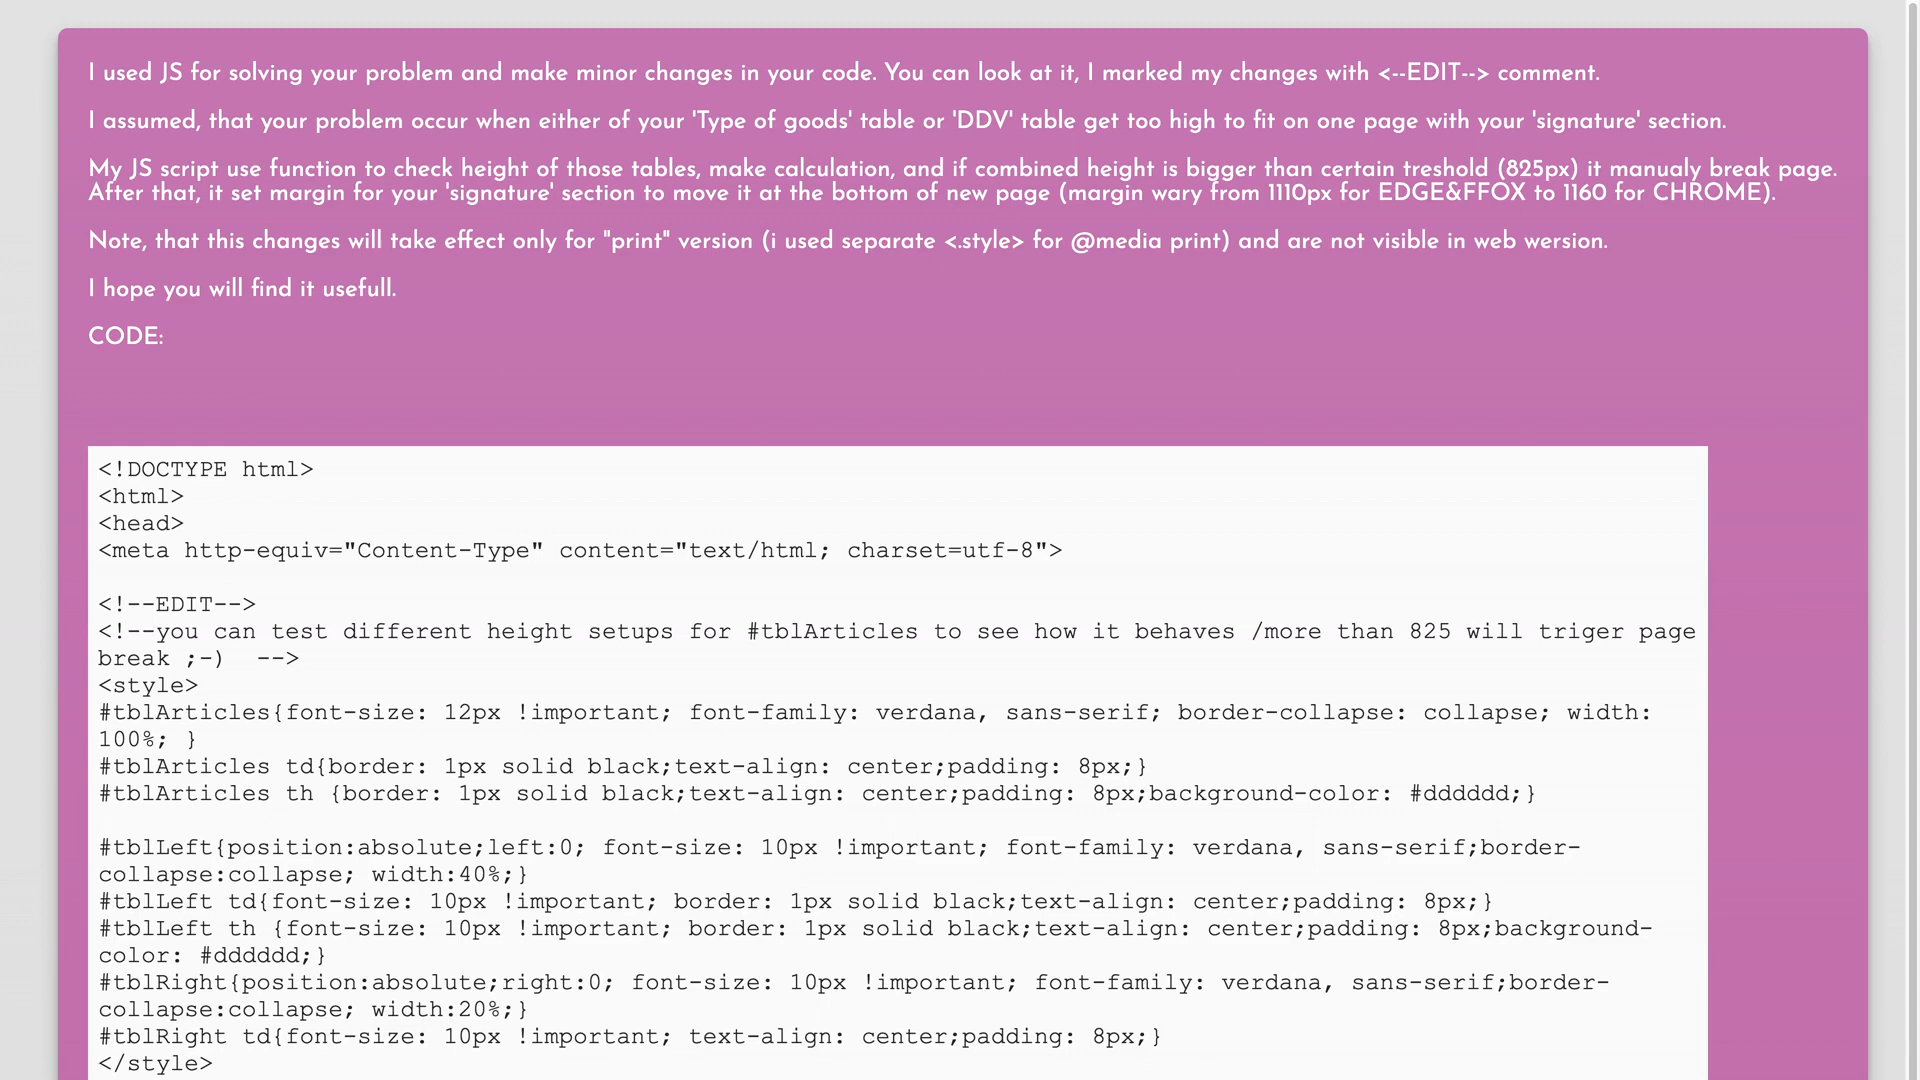 I used JS for solving your problem and make minor changes in your code. You can look at it, I marked my changes with <--EDIT--> comment.
I assumed, that your problem occur when either of your 'Type of goods' table or 'DDV' table get too high to fit on one page with your 'signature' section.
My JS script use function to check height of those tables, make calculation, and if combined height is bigger than certain treshold (825px) it manualy break page.
After that, it set margin for your 'signature' section to move it at the bottom of new page (margin wary from 1110px for EDGE&FFOX to 1160 for CHROME).
Note, that this changes will take effect only for "print" version (i used separate <.style> for @media print) and are not visible in web wersion.
I hope you will find it usefull.
CODE:
<!DOCTYPE html>
<html>
<head>
<meta http-equiv="Content-Type" content="text/html; charset=utf-8">
<!--EDIT-->
<!--you can test different height setups for #tblArticles to see how it behaves /more than 825 will triger page
break ;-)  -->
<style>
#tblArticles{font-size: 12px !important; font-family: verdana, sans-serif; border-collapse: collapse; width:
100%; }
#tblArticles td{border: 1px solid black;text-align: center;padding: 8px;}
#tblArticles th {border: 1px solid black;text-align: center;padding: 8px;background-color: #dddddd;}
#tblLeft{position:absolute;left:0; font-size: 10px !important; font-family: verdana, sans-serif;border-
collapse:collapse; width:40%;}
#tblLeft td{font-size: 10px !important; border: 1px solid black;text-align: center;padding: 8px;}
#tblLeft th {font-size: 10px !important; border: 1px solid black;text-align: center;padding: 8px;background-
color: #dddddd;}
#tblRight{position:absolute;right:0; font-size: 10px !important; font-family: verdana, sans-serif;border-
collapse:collapse; width:20%;}
#tblRight td{font-size: 10px !important; text-align: center;padding: 8px;}
</style>